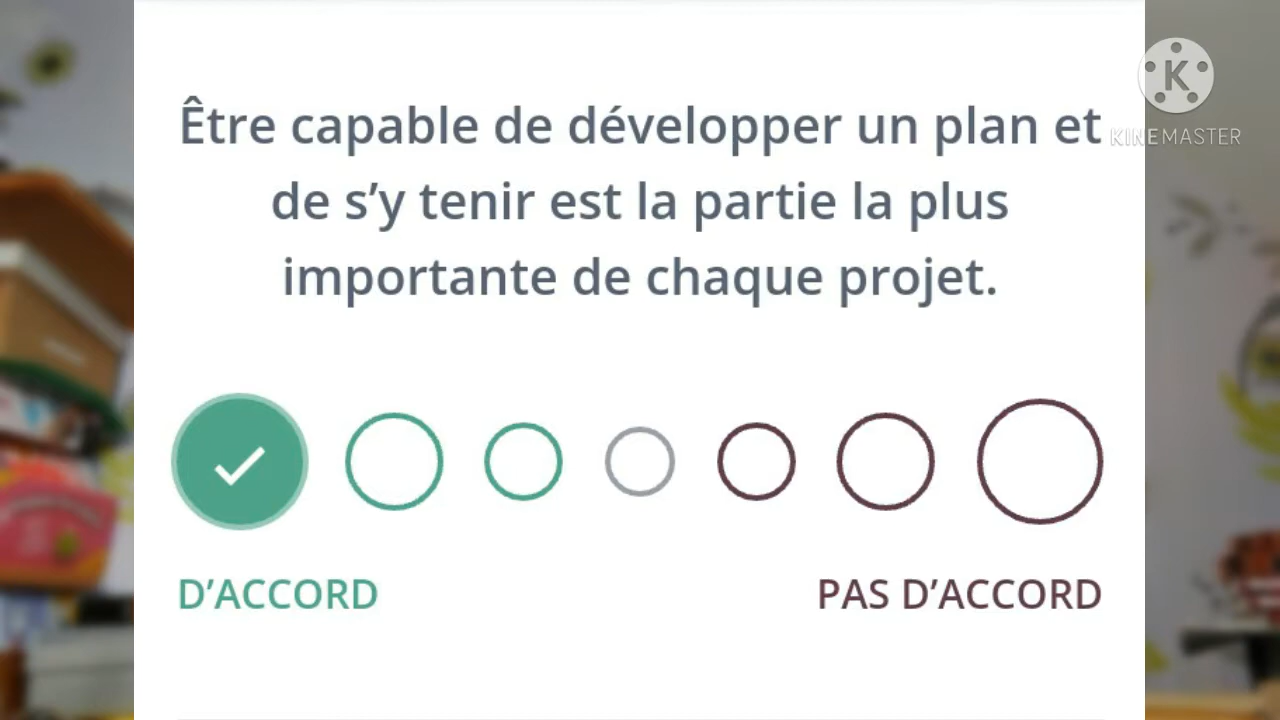 Être capable de développer un plan et
de s’y tenir est la partie la plus
importante de chaque projet.
D’ACCORD
PAS D’ACCORD
K
KINEMASTER